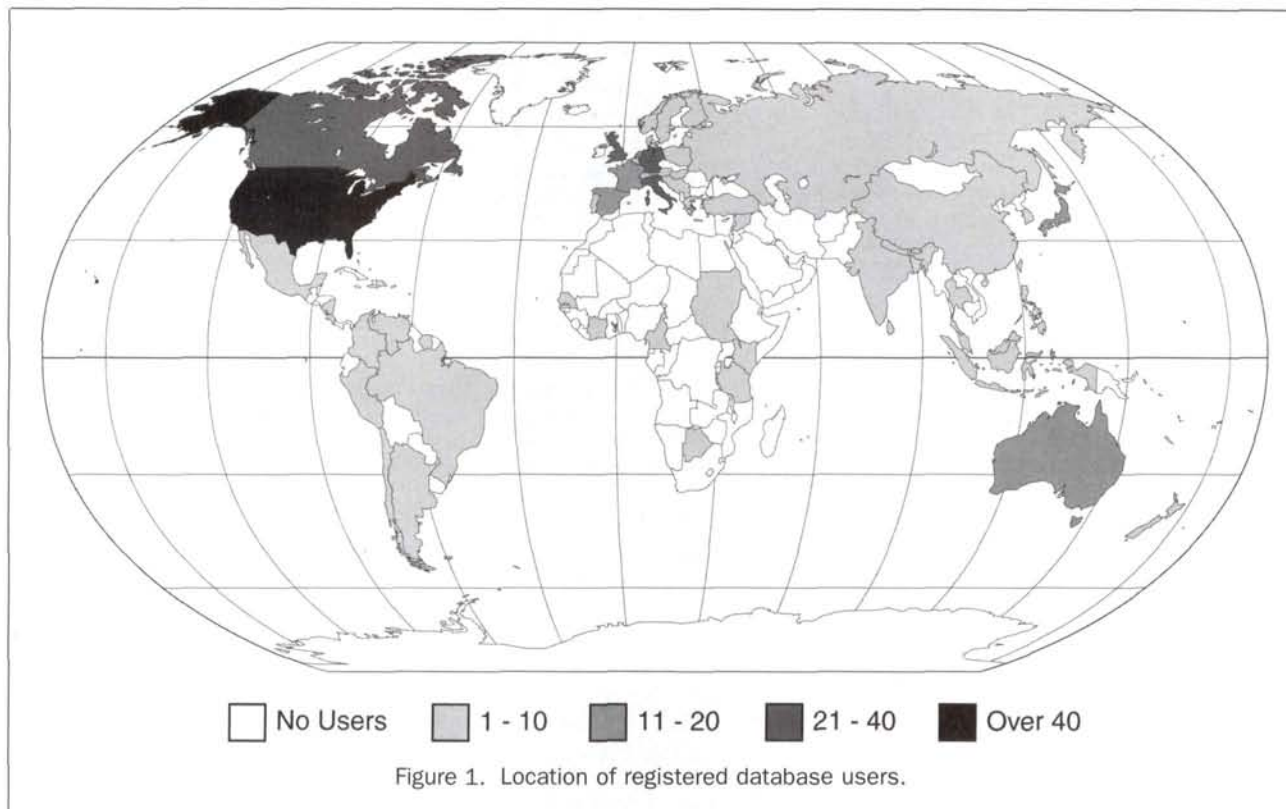 No Users 1 - 10 11 - 20 21 - 40 Over 40
Figure 1. Location of registered database users.